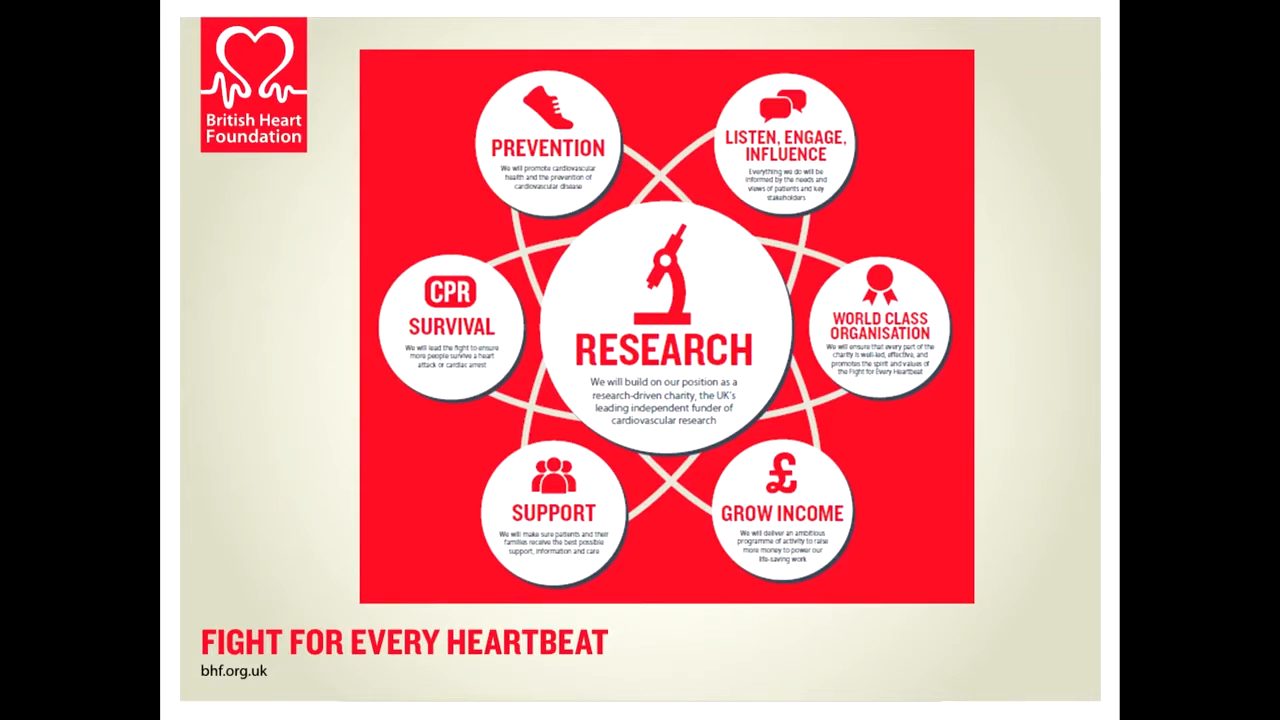 British Heart
Foundation
PREVENTION
We will promote cardiovascular
health and the prevention of
cardiovascular disease
LISTEN, ENGAGE,
INFLUENCE
Everything we do will be
informed by the needs and
views of patients and key
stakeholders
CPR
SURVIVAL
We will lead the fight to ensure
more people survive a heart
attack or cardiac arrest
RESEARCH
We will build on our position as a
research-driven charity, the UK's
leading independent funder of
cardiovascular research
WORLD CLASS
ORGANISATION
We will ensure that every part of the
charity is well-led, effective, and
promotes the spirit and values of
the Fight for Every Heartbeat
SUPPORT
We will make sure patients and their
families receive the best possible
support, information and care
£
GROW INCOME
We will deliver an ambitious
programme of activity to raise
more money to power our
life-saving work
FIGHT FOR EVERY HEARTBEAT
bhf.org.uk